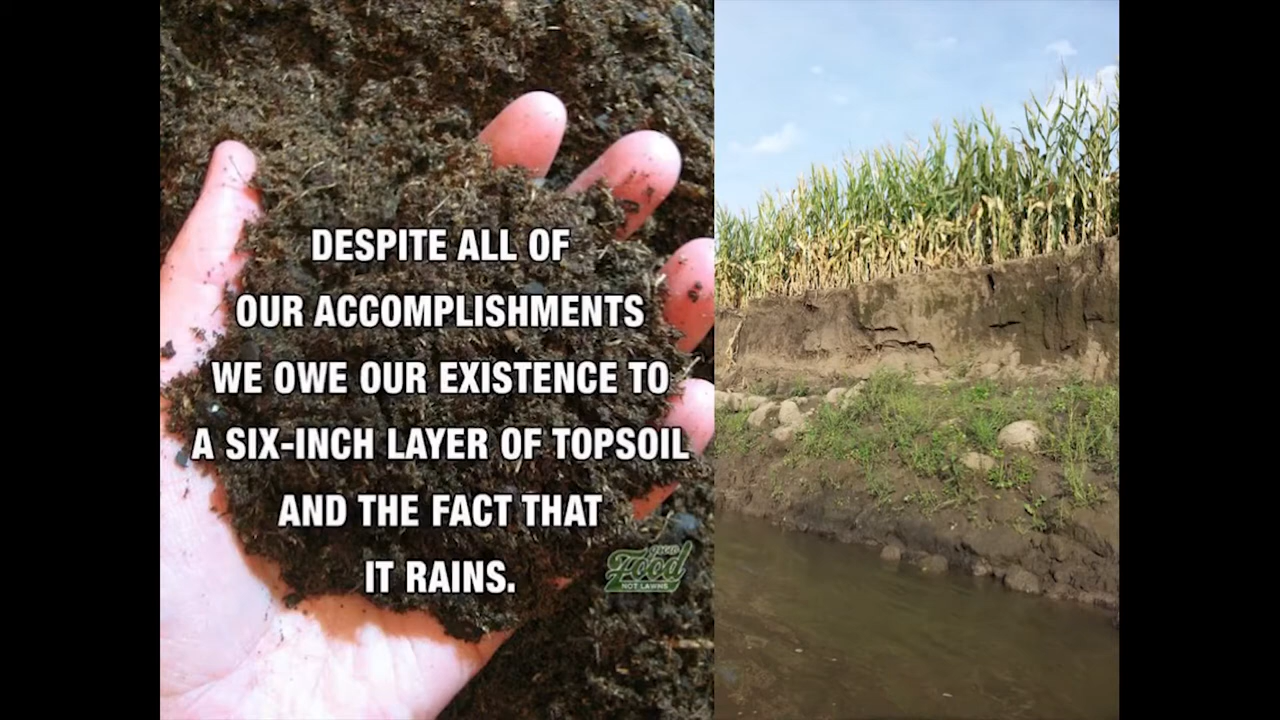 DESPITE ALL OF
OUR ACCOMPLISHMENTS
WE OWE OUR EXISTENCE TO
A SIX-INCH LAYER OF TOPSOIL
AND THE FACT THAT
IT RAINS.
Food
NOT LAWNS